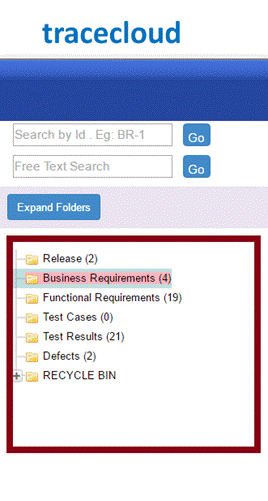 tracecloud
Search by Id . Eg: BR-1 Go
Free Text Search Go
Expand Folders
Release (2)
Business Requirements (4)
Functional Requirements (19)
Test Cases (0)
Test Results (21)
Defects (2)
RECYCLE BIN